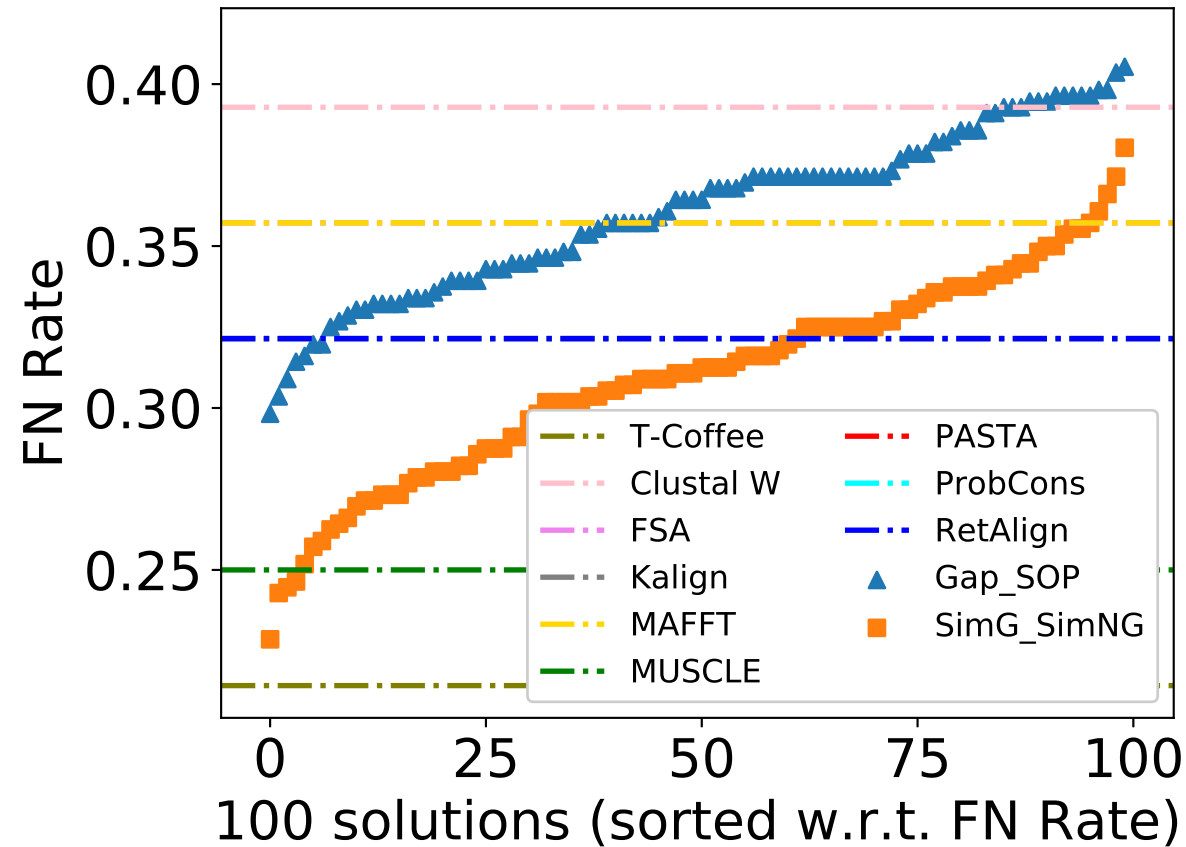 FN Rate
0.40
0.35
0.30
0.25
T-Coffee
Clustal W
FSA
Kalign
MAFFT
MUSCLE
PASTA
ProbCons
RetAlign
Gap_SOP
SimG_SimNG
0 25 50 75 100
100 solutions (sorted w.r.t. FN Rate)